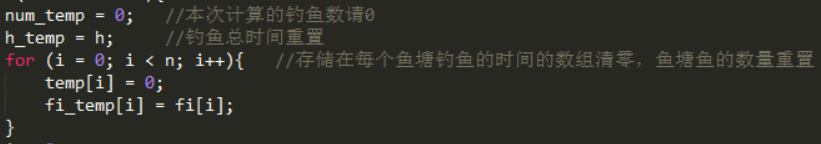 num_temp = 0;   //本次计算的钓鱼数请0
h_temp = h;     //钓鱼总时间重置
for (i = 0; i < n; i++){   //存储在每个鱼塘钓鱼的时间的数组清零，鱼塘鱼的数量重置
    temp[i] = 0;
    fi_temp[i] = fi[i];
}